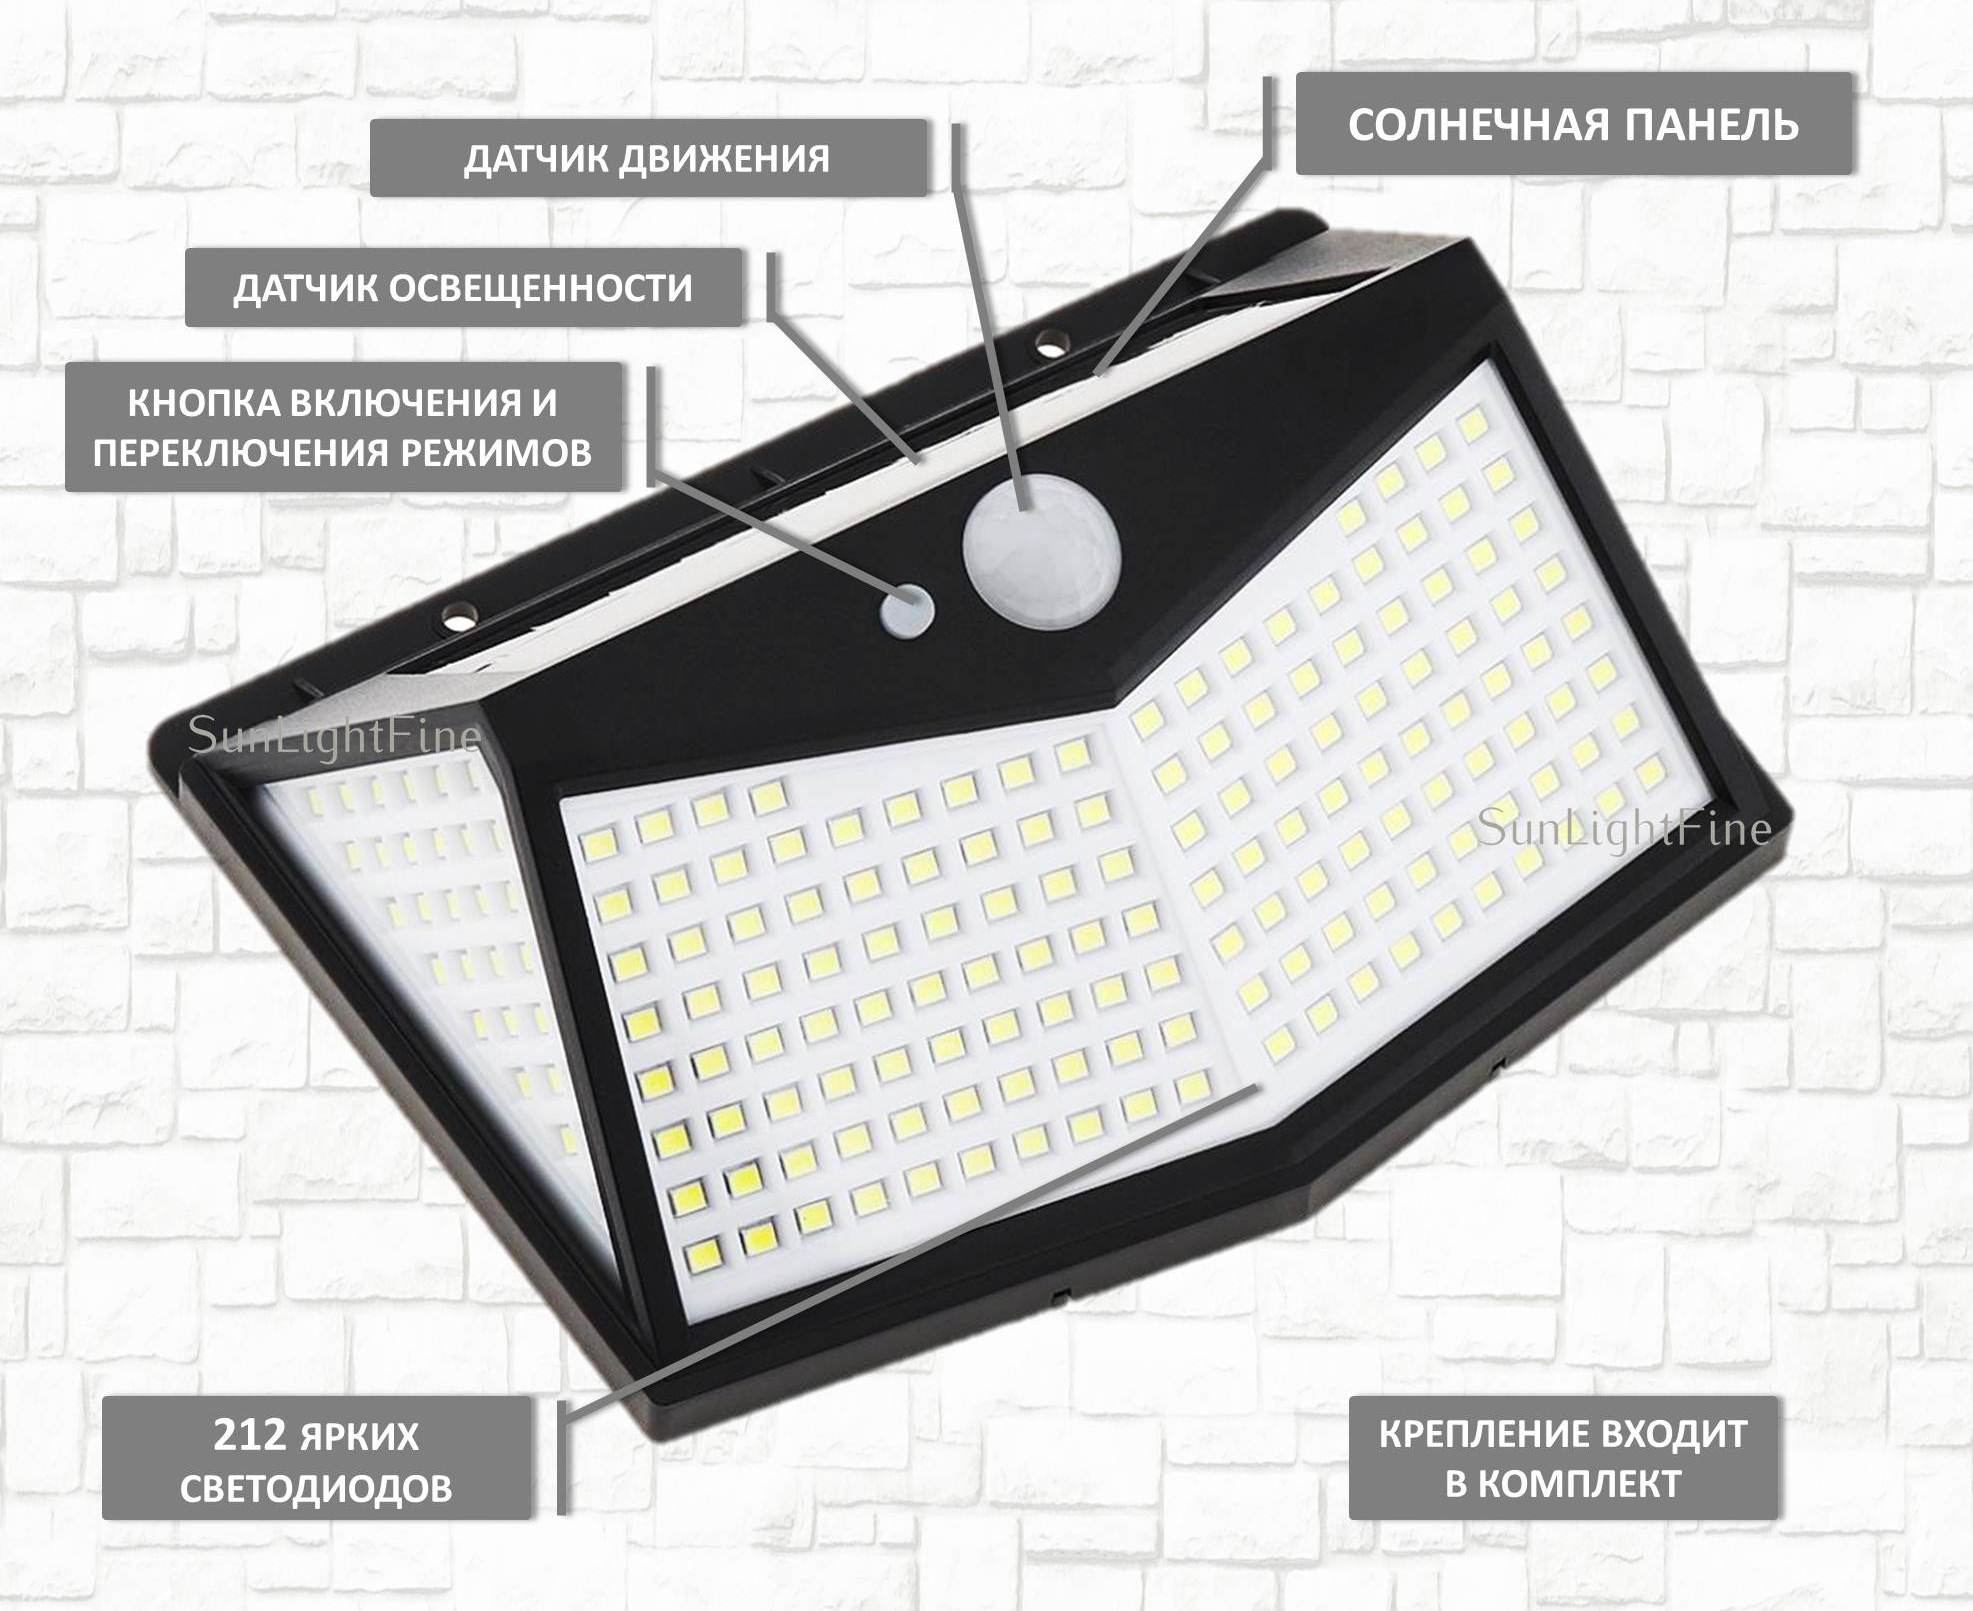 СОЛНЕЧНАЯ ПАНЕЛЬ
ДАТЧИК ДВИЖЕНИЯ
ДАТЧИК ОСВЕЩЕННОСТИ
КНОПКА ВКЛЮЧЕНИЯ И
ПЕРЕКЛЮЧЕНИЯ РЕЖИМОВ
SunLightFine
SunLightFine
212 ЯРКИХ
СВЕТОДИОДОВ
КРЕПЛЕНИЕ ВХОДИТ
В КОМПЛЕКТ